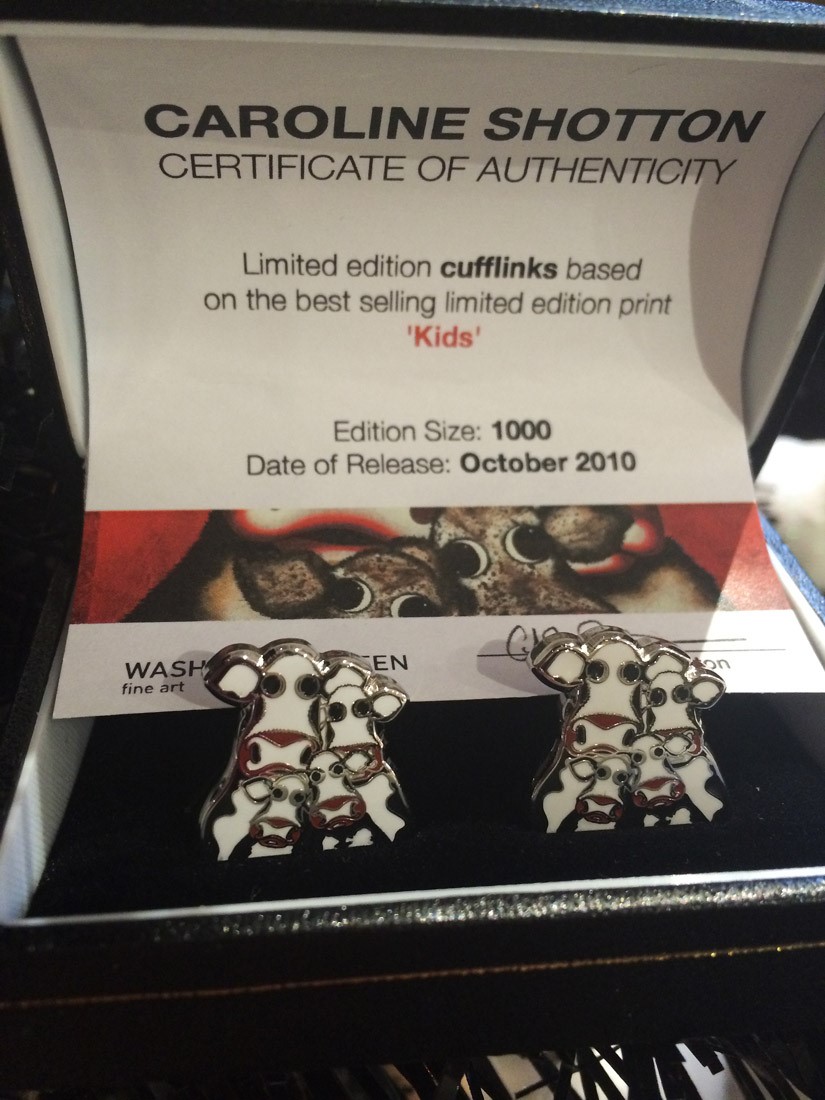 CAROLINE SHOTTON
CERTIFICATE OF AUTHENTICITY
Limited edition cufflinks based
on the best selling limited edition print
'Kids'
Edition Size: 1000
Date of Release: October 2010
fine art